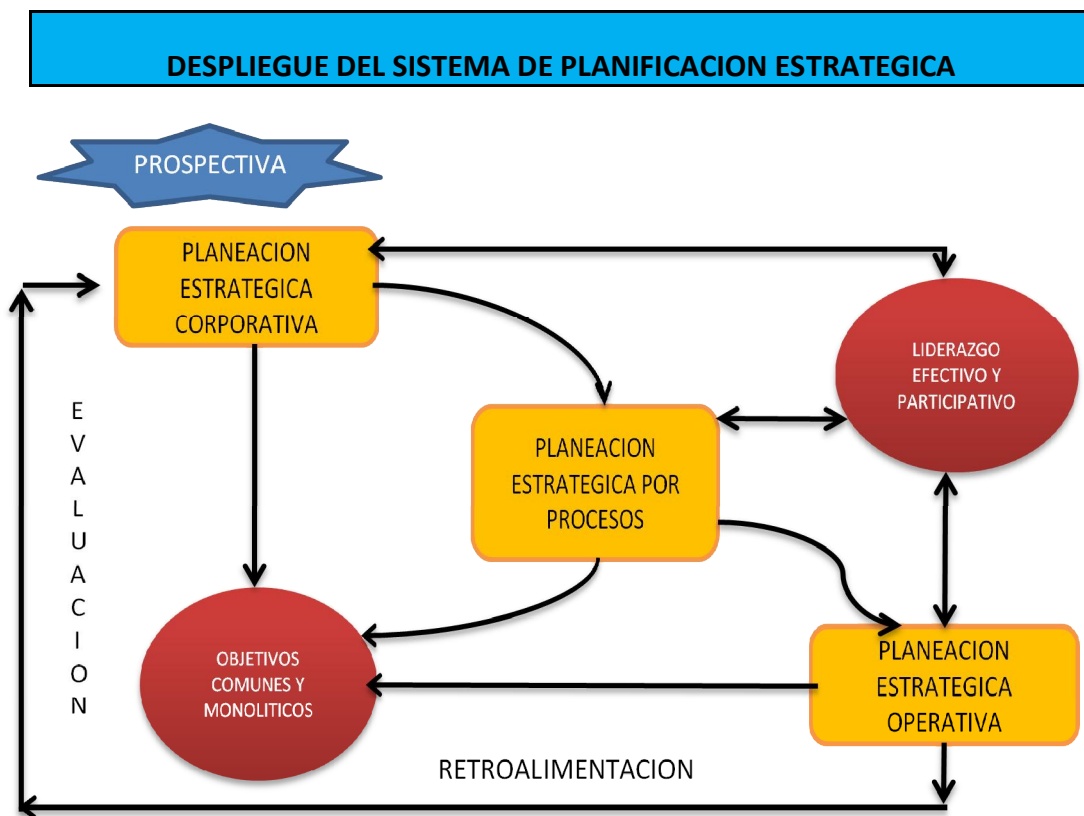 DESPLIEGUE DEL SISTEMA DE PLANIFICACION ESTRATEGICA
PROSPECTIVA
PLANEACION
ESTRATEGICA
CORPORATIVA
LIDERAZGO
EFECTIVO Y
PARTICIPATIVO
PLANEACION
ESTRATEGICA POR
PROCESOS
E
V
A
L
U
A
C
I
O
N
OBJETIVOS
COMUNES Y
MONOLITICOS
PLANEACION
ESTRATEGICA
OPERATIVA
RETROALIMENTACION